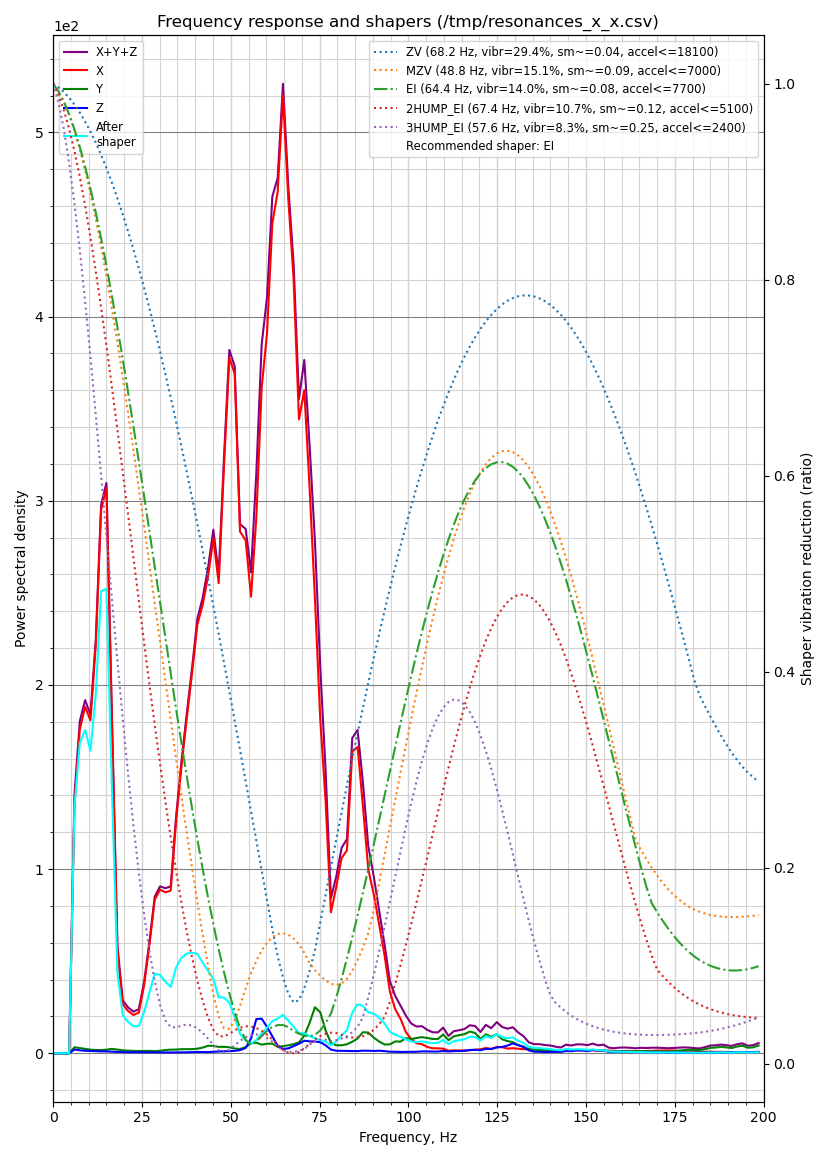 Frequency response and shapers (/tmp/resonances_x_x.csv)
1e2
X+Y+Z
X
Y
Z
After
shaper
ZV (68.2 Hz, vibr=29.4%, sm~=0.04, accel<=18100)
MZV (48.8 Hz, vibr=15.1%, sm~=0.09, accel<=7000)
EI (64.4 Hz, vibr=14.0%, sm~=0.08, accel<=7700)
2HUMP_EI (67.4 Hz, vibr=10.7%, sm~=0.12, accel<=5100)
3HUMP_EI (57.6 Hz, vibr=8.3%, sm~=0.25, accel<=2400)
Recommended shaper: EI
5
4
3
2
1
0
Power spectral density
1.0
0.8
0.6
0.4
0.2
0.0
Shaper vibration reduction (ratio)
0 25 50 75 100 125 150 175 200
Frequency, Hz